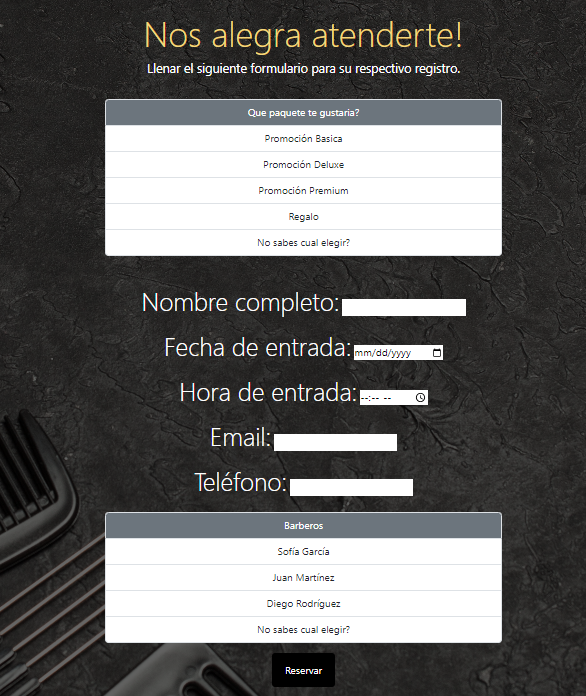 Nos alegra atenderte!
Llenar el siguiente formulario para su respectivo registro.
Que paquete te gustaria?
Promoción Basica
Promoción Deluxe
Promoción Premium
Regalo
No sabes cual elegir?
Nombre completo:
Fecha de entrada: mm/dd/yyyy
Hora de entrada: --:-- --
Email:
Teléfono:
Barberos
Sofía García
Juan Martínez
Diego Rodríguez
No sabes cual elegir?
Reservar